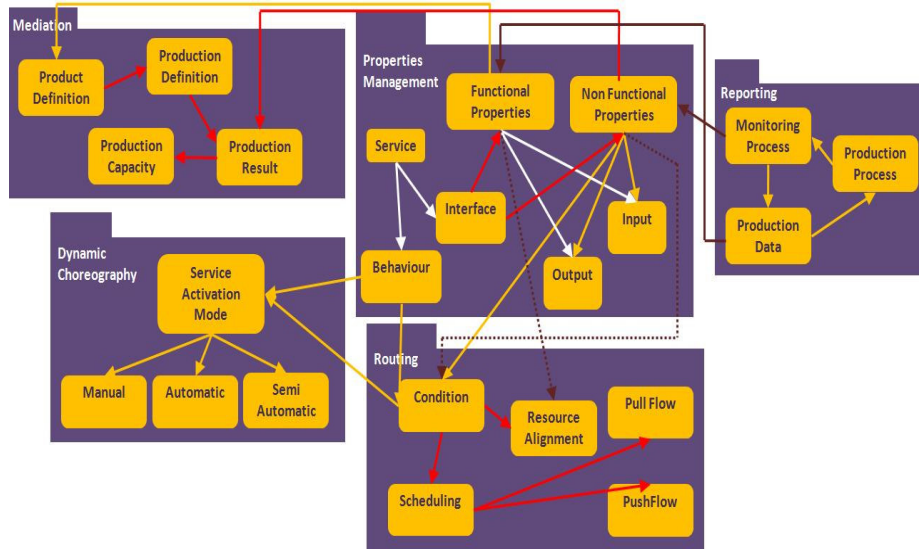 Mediation
Product
Definition
Production
Definition
Production
Capacity
Production
Result
Properties
Management
Functional
Properties
Non Functional
Properties
Service
Interface
Input
Behaviour
Output
Reporting
Monitoring
Process
Production
Process
Production
Data
Dynamic
Choreography
Service
Activation
Mode
Manual
Automatic
Semi
Automatic
Routing
Condition
Resource
Alignment
Pull Flow
Scheduling
PushFlow